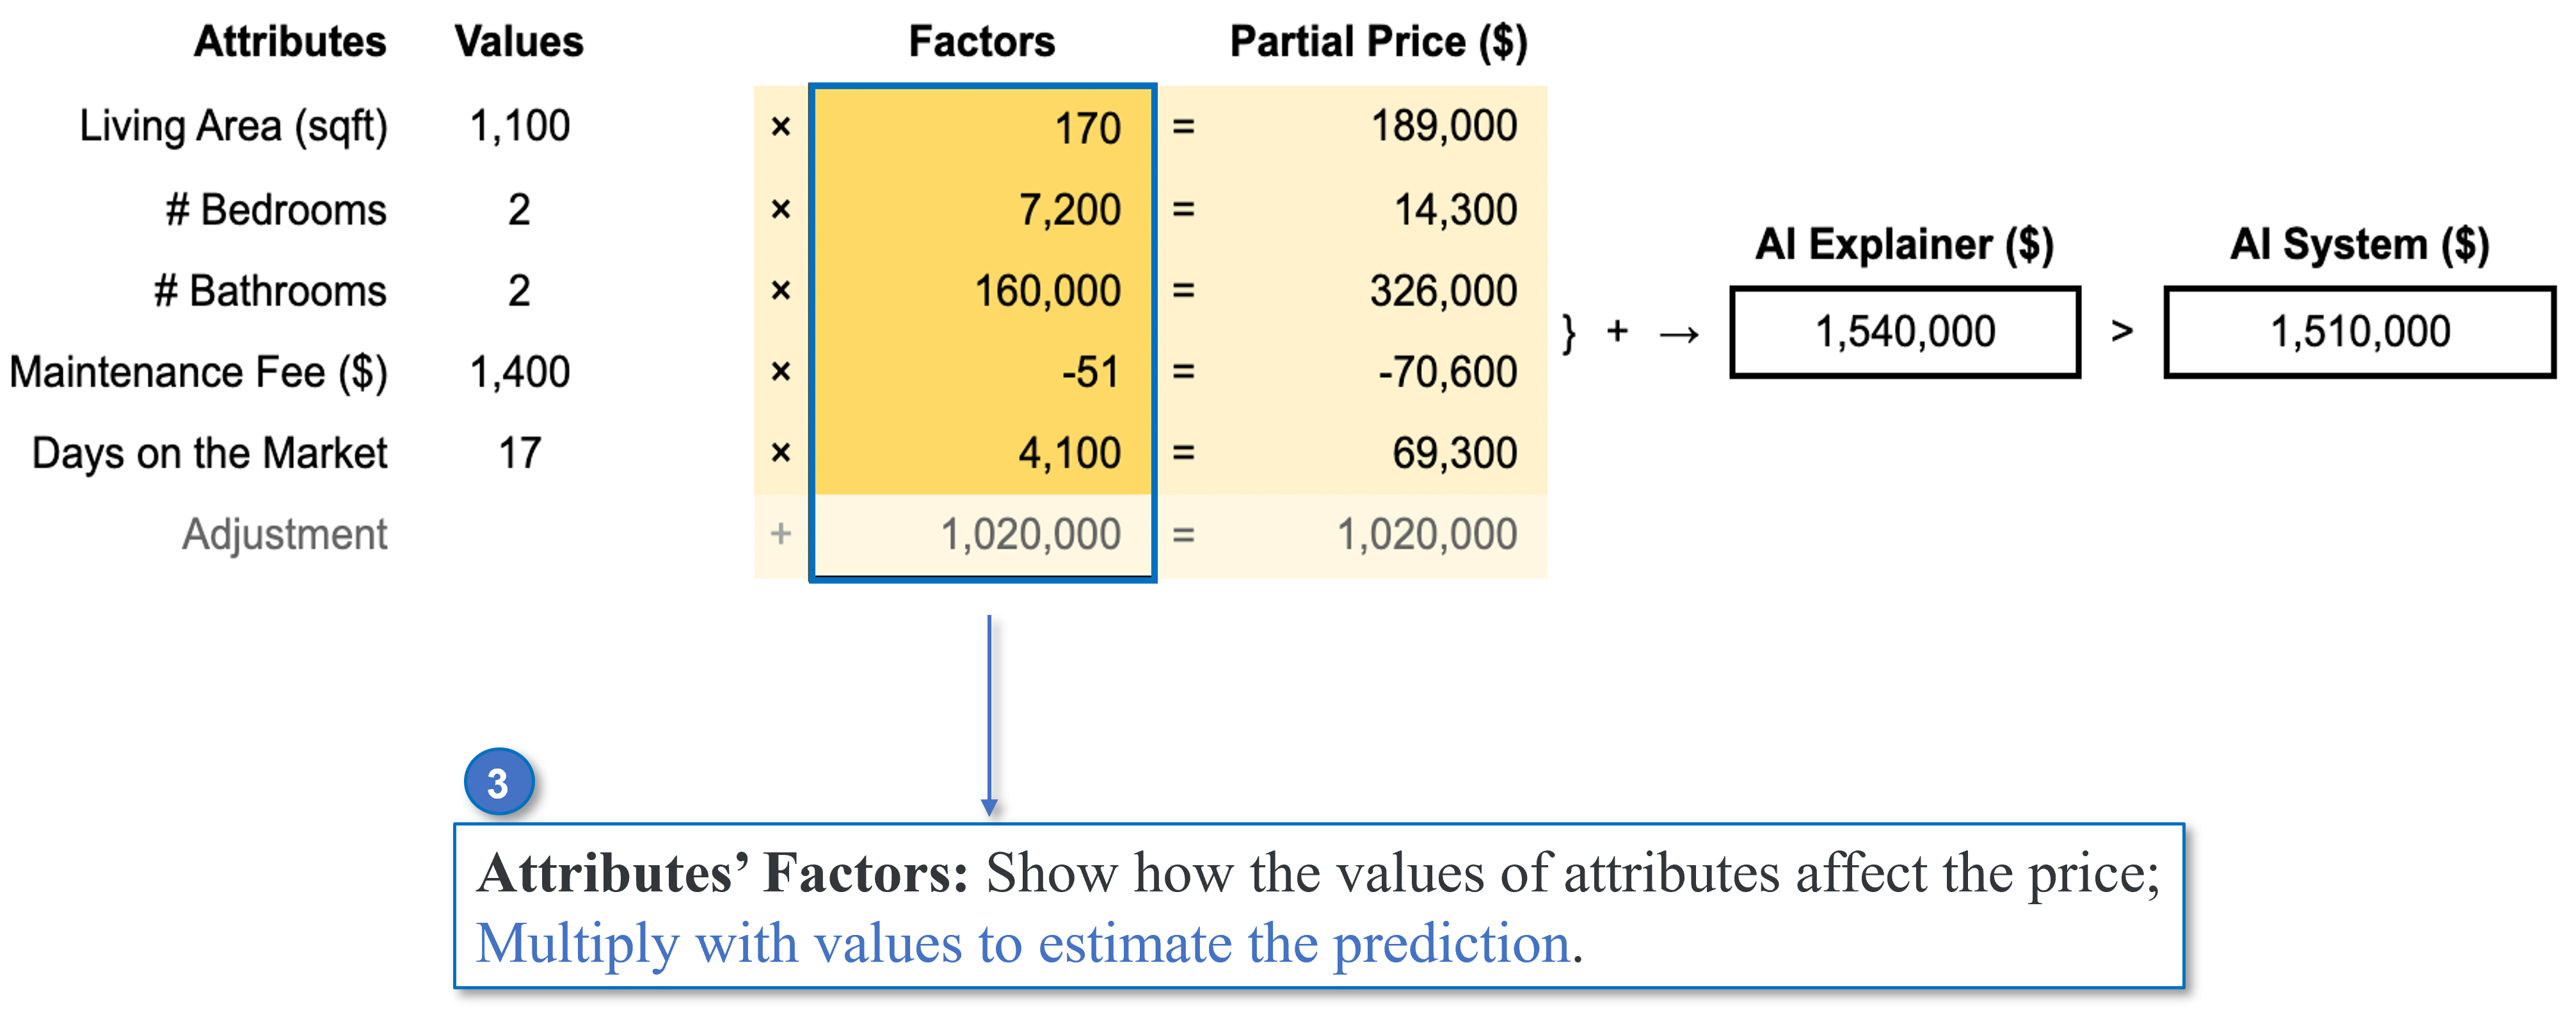 Attributes Values Factors Partial Price ($)
Living Area (sqft) 1,100 × 170 = 189,000
# Bedrooms 2 × 7,200 = 14,300
# Bathrooms 2 × 160,000 = 326,000
Maintenance Fee ($) 1,400 × -51 = -70,600
Days on the Market 17 × 4,100 = 69,300
Adjustment + 1,020,000 = 1,020,000
AI Explainer ($) AI System ($)
} + → 1,540,000 > 1,510,000
3
Attributes’ Factors: Show how the values of attributes affect the price;
Multiply with values to estimate the prediction.